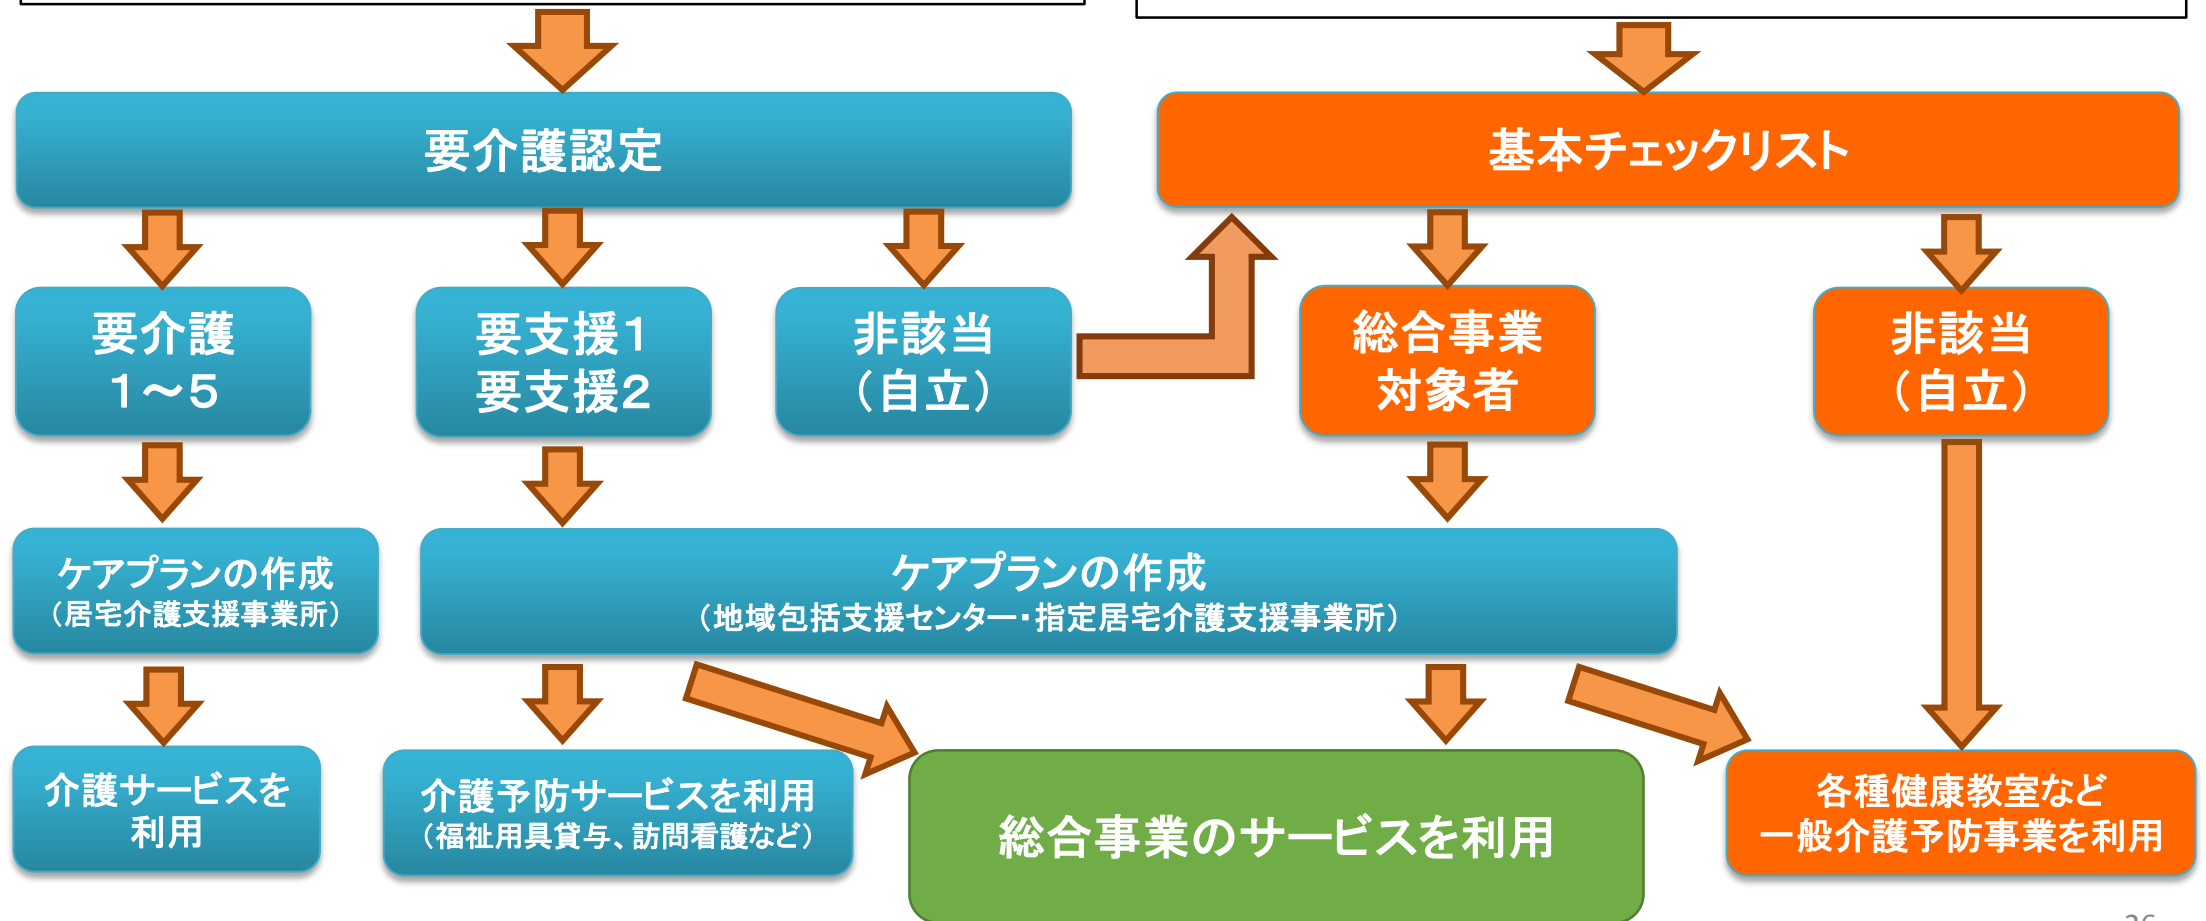 要介護認定
基本チェックリスト
要介護
1～5
要支援1
要支援2
非該当
（自立）
総合事業
対象者
非該当
（自立）
ケアプランの作成
（居宅介護支援事業所）
ケアプランの作成
（地域包括支援センター・指定居宅介護支援事業所）
介護サービスを
利用
介護予防サービスを利用
（福祉用具貸与、訪問看護など）
総合事業のサービスを利用
各種健康教室など
一般介護予防事業を利用